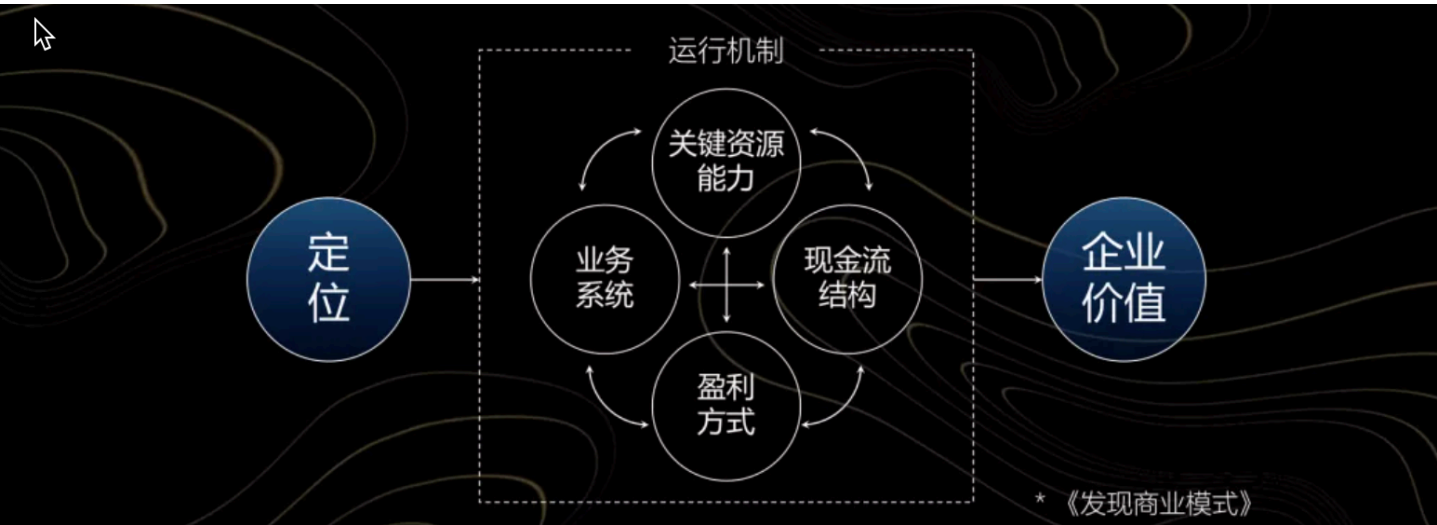 运行机制
关键资源
能力
定
位
业务
系统
现金流
结构
企业
价值
盈利
方式
* 《发现商业模式》